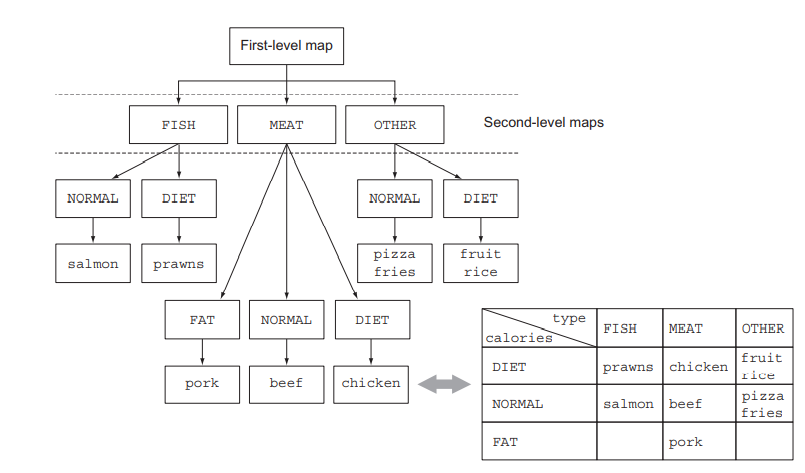 First-level map
FISH MEAT OTHER
Second-level maps
NORMAL DIET NORMAL DIET
salmon prawns
pizza
fries
fruit
rice
FAT NORMAL DIET
pork beef chicken
type
calories
FISH MEAT OTHER
DIET prawns chicken fruit
rice
NORMAL salmon beef pizza
fries
FAT pork